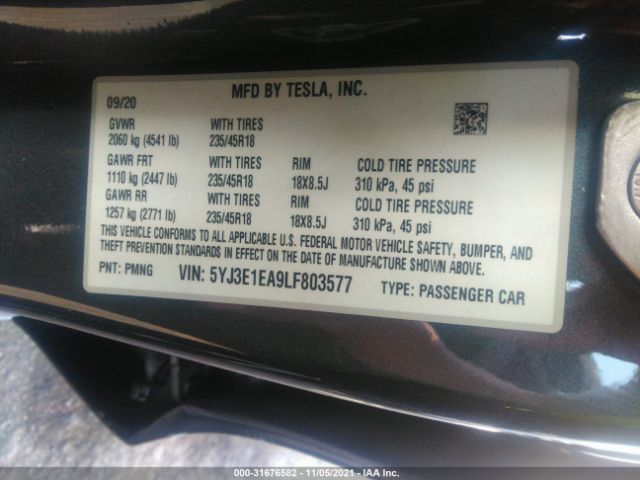 MFD BY TESLA, INC.
09/20
GVWR WITH TIRES
2060 kg (4541 lb) 235/45R18
GAWR FRT WITH TIRES RIM COLD TIRE PRESSURE
1110 kg (2447 lb) 235/45R18 18X8.5J 310 kPa, 45 psi
GAWR RR WITH TIRES RIM COLD TIRE PRESSURE
1257 kg (2771 lb) 235/45R18 18X8.5J 310 kPa, 45 psi
THIS VEHICLE CONFORMS TO ALL APPLICABLE U.S. FEDERAL MOTOR VEHICLE SAFETY, BUMPER, AND
THEFT PREVENTION STANDARDS IN EFFECT ON THE DATE OF MANUFACTURE SHOWN ABOVE.
PNT: PMNG VIN: 5YJ3E1EA9LF803577 TYPE: PASSENGER CAR
000-31676582 - 11/05/2021 - IAA Inc.